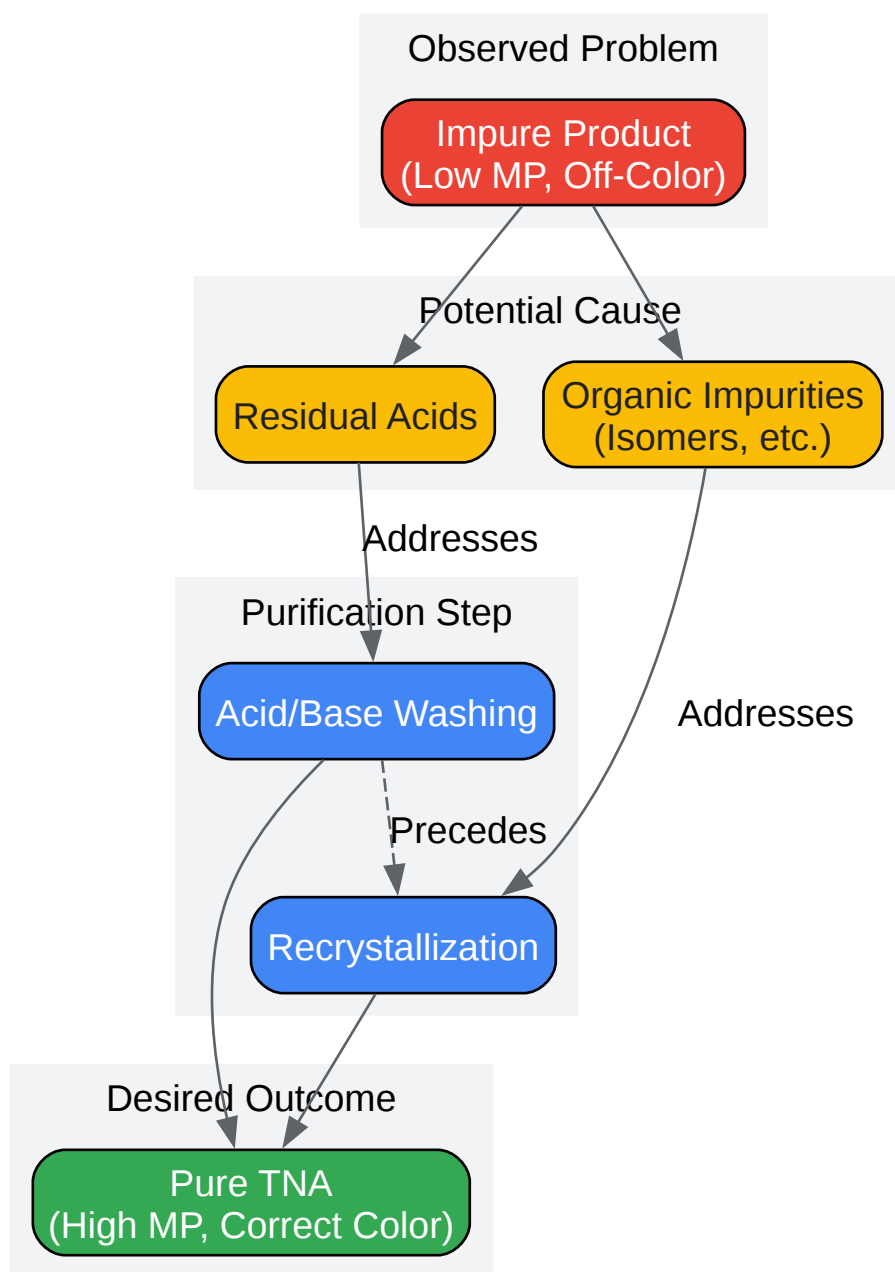 Observed Problem
Impure Product
(Low MP, Off-Color)
Potential Cause
Residual Acids
Organic Impurities
(Isomers, etc.)
Addresses
Purification Step
Acid/Base Washing
Addresses
Precedes
Recrystallization
Desired Outcome
Pure TNA
(High MP, Correct Color)